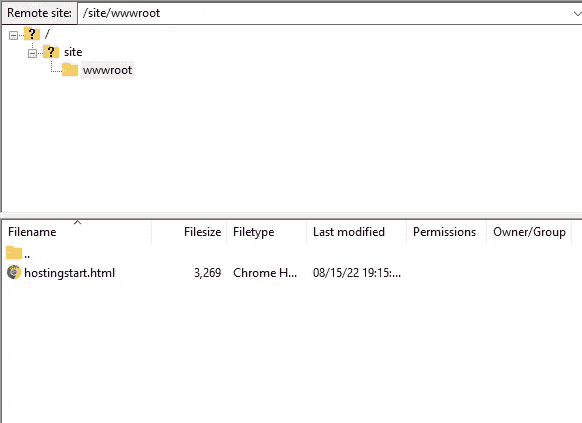 Remote site: /site/wwwroot
/
site
wwwroot
Filename Filesize Filetype Last modified Permissions Owner/Group
..
hostingstart.html 3,269 Chrome H... 08/15/22 19:15:...